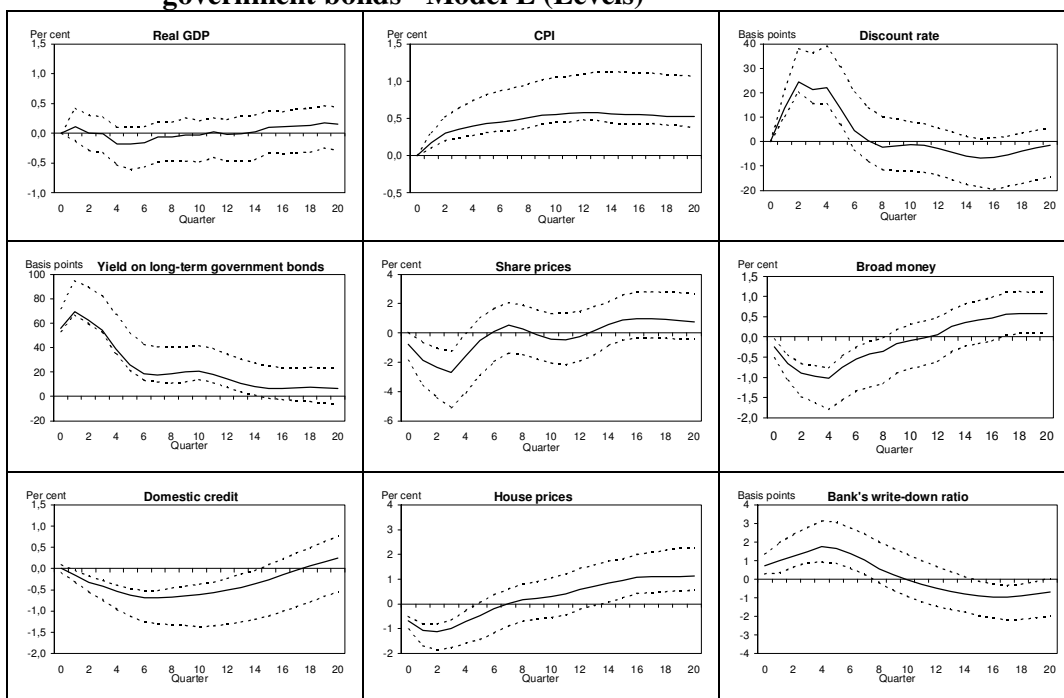 government bonds - Model E (Levels)
Per cent
Real GDP
1,5
1,0
0,5
0,0
-0,5
-1,0
0 2 4 6 8 10 12 14 16 18 20
Quarter
Per cent
CPI
1,5
1,0
0,5
0,0
-0,5
0 2 4 6 8 10 12 14 16 18 20
Quarter
Basis points
Discount rate
40
30
20
10
0
-10
-20
0 2 4 6 8 10 12 14 16 18 20
Quarter
Basis points
Yield on long-term government bonds
100
80
60
40
20
0
-20
0 2 4 6 8 10 12 14 16 18 20
Quarter
Per cent
Share prices
4
2
0
-2
-4
-6
0 2 4 6 8 10 12 14 16 18 20
Quarter
Per cent
Broad money
1,5
1,0
0,5
0,0
-0,5
-1,0
-1,5
-2,0
0 2 4 6 8 10 12 14 16 18 20
Quarter
Per cent
Domestic credit
1,5
1,0
0,5
0,0
-0,5
-1,0
-1,5
-2,0
0 2 4 6 8 10 12 14 16 18 20
Quarter
Per cent
House prices
4
3
2
1
0
-1
-2
0 2 4 6 8 10 12 14 16 18 20
Quarter
Basis points
Bank's write-down ratio
4
3
2
1
0
-1
-2
-3
-4
0 2 4 6 8 10 12 14 16 18 20
Quarter